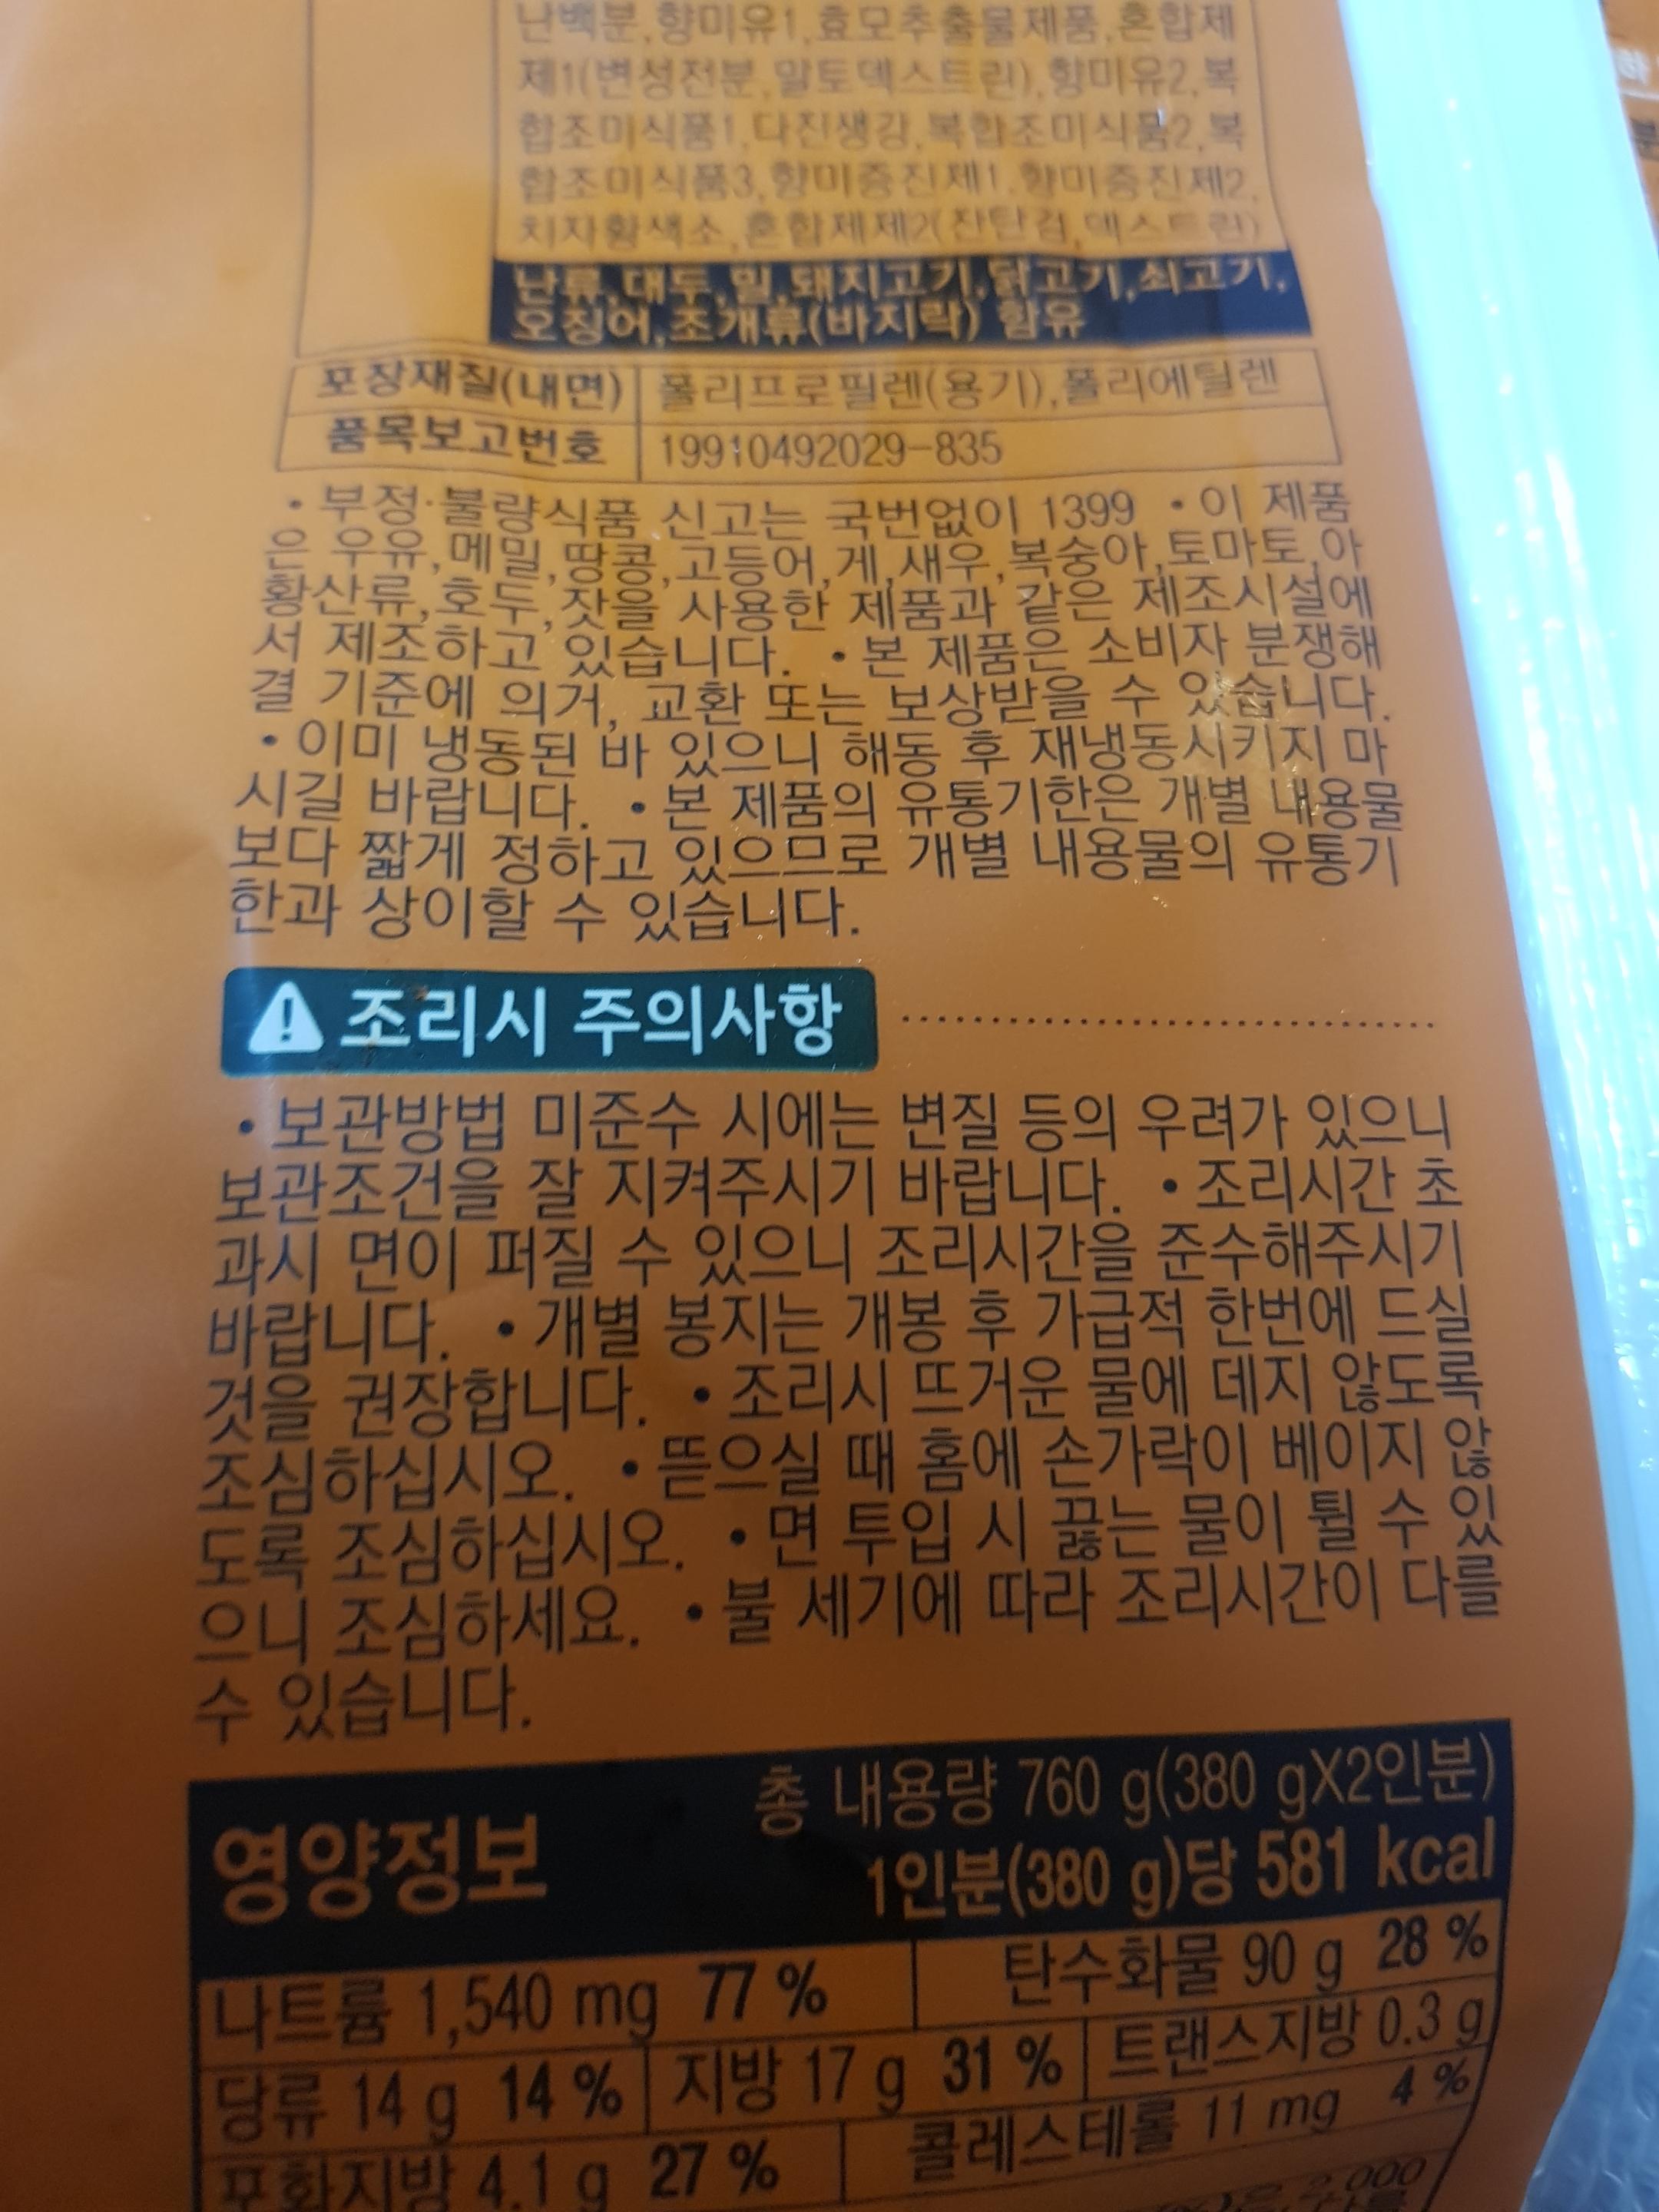 난백분,향미유1,효모추출물제품,혼합제
제1(변성전분,말토덱스트린),향미유2,복
합조미식품1,다진생강,복합조미식품2,복
합조미식품3,향미증진제1,향미증진제2,
치자황색소,혼합제제2(잔탄검,덱스트린)
난류,대두,밀,돼지고기,닭고기,쇠고기,
오징어,조개류(바지락) 함유
포장재질(내면) 폴리프로필렌(용기),폴리에틸렌
품목보고번호 19910492029-835
• 부정·불량식품 신고는 국번없이 1399 • 이 제품
은 우유,메밀,땅콩,고등어,게,새우,복숭아,토마토,아
황산류,호두,잣을 사용한 제품과 같은 제조시설에
서 제조하고 있습니다. • 본 제품은 소비자 분쟁해
결 기준에 의거, 교환 또는 보상받을 수 있습니다.
• 이미 냉동된 바 있으니 해동 후 재냉동시키지 마
시길 바랍니다. • 본 제품의 유통기한은 개별 내용물
보다 짧게 정하고 있으므로 개별 내용물의 유통기
한과 상이할 수 있습니다.
조리시 주의사항
• 보관방법 미준수 시에는 변질 등의 우려가 있으니
보관조건을 잘 지켜주시기 바랍니다. • 조리시간 초
과시 면이 퍼질 수 있으니 조리시간을 준수해주시기
바랍니다. • 개별 봉지는 개봉 후 가급적 한번에 드실
것을 권장합니다. • 조리시 뜨거운 물에 데지 않도록
조심하십시오. • 뜯으실 때 홈에 손가락이 베이지 않
도록 조심하십시오. • 면 투입 시 끓는 물이 튈 수 있
으니 조심하세요. • 불 세기에 따라 조리시간이 다를
수 있습니다.
영양정보
총 내용량 760 g(380 gX2인분)
1인분(380 g)당 581 kcal
나트륨 1,540 mg 77 % 탄수화물 90 g 28 %
당류 14 g 14 % 지방 17 g 31 % 트랜스지방 0.3 g
포화지방 4.1 g 27 % 콜레스테롤 11 mg 4 %
2,000